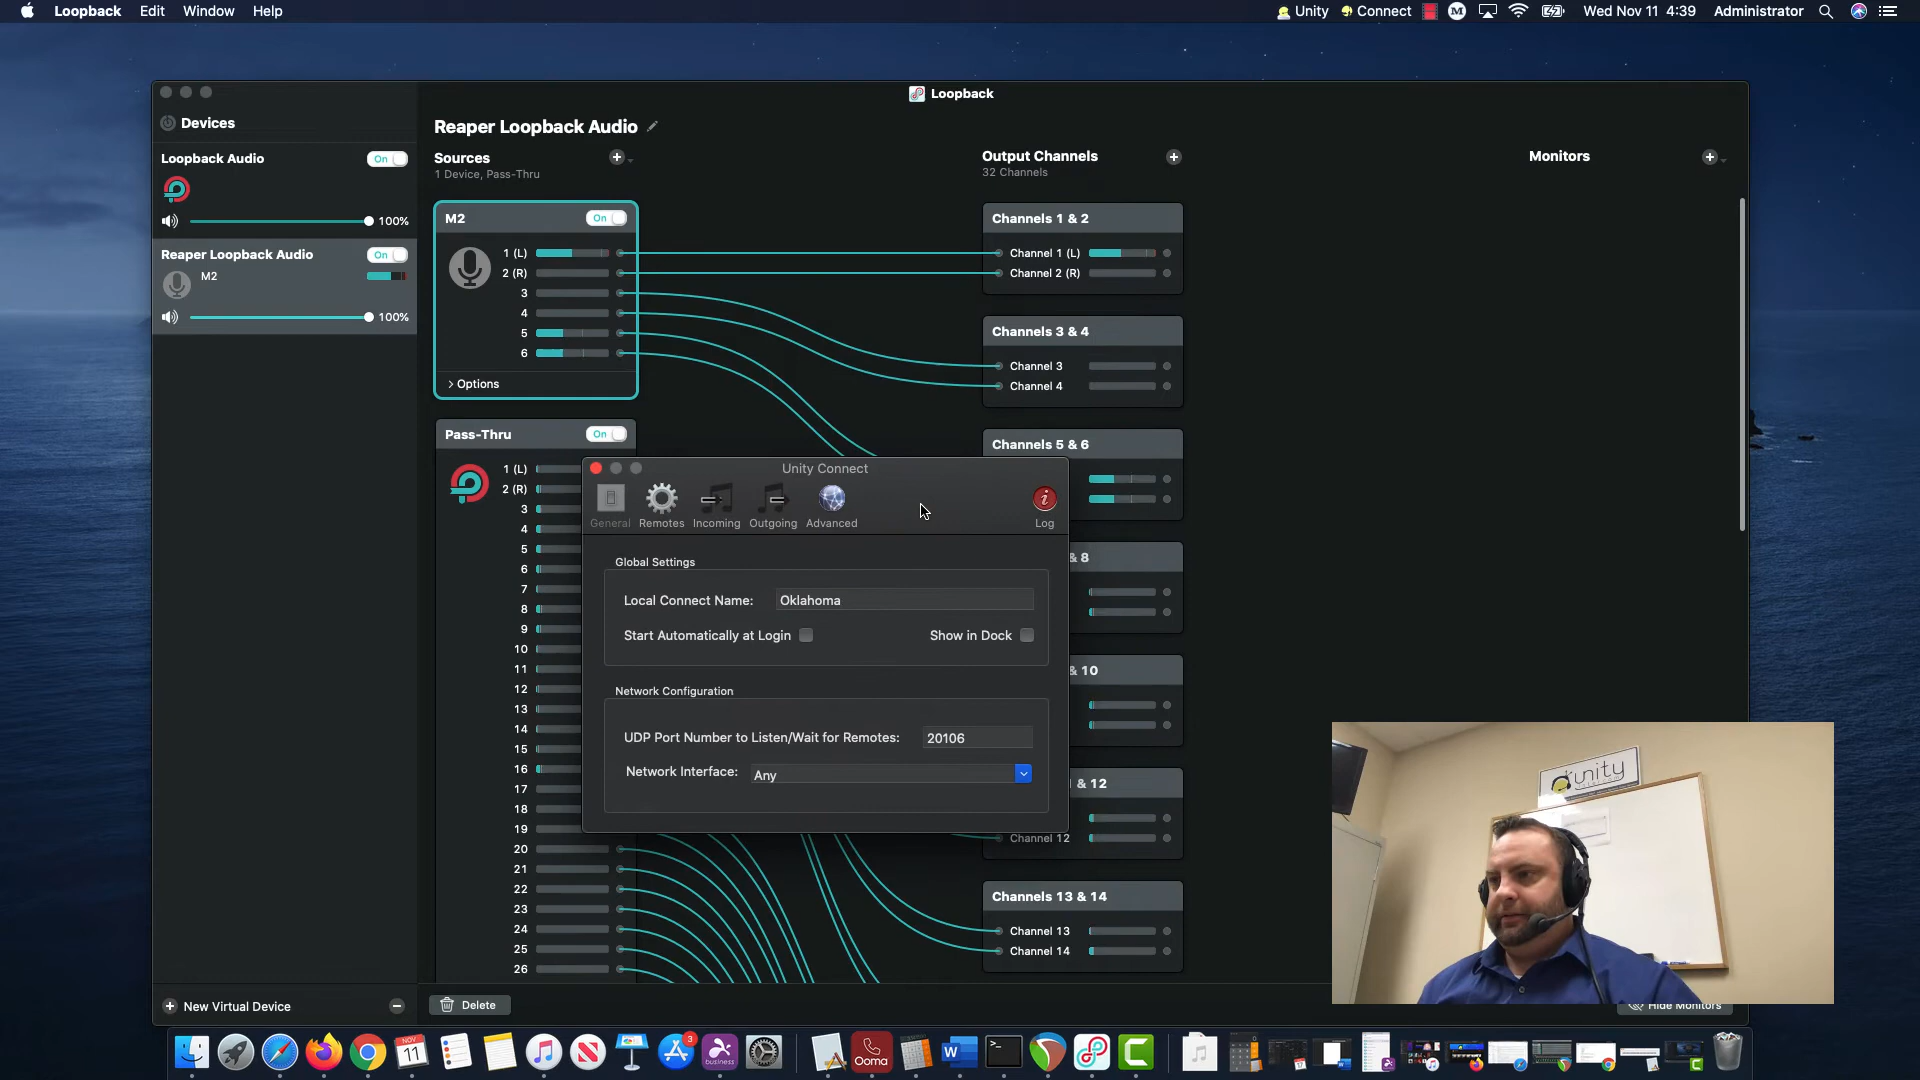 Loopback Edit Window Help Unity Connect M Wed Nov 11 4:39 Administrator
Loopback
Devices
Loopback Audio On
100%
Reaper Loopback Audio On
M2
100%
New Virtual Device
Reaper Loopback Audio
Sources
1 Device, Pass-Thru
M2 On
1 (L)
2 (R)
3
4
5
6
Options
Pass-Thru On
1 (L)
2 (R)
3
4
5
6
7
8
9
10
11
12
13
14
15
16
17
18
19
20
21
22
23
24
25
26
Delete
Output Channels
32 Channels
Channels 1 & 2
Channel 1 (L)
Channel 2 (R)
Channels 3 & 4
Channel 3
Channel 4
Channels 5 & 6
& 8
& 10
& 12
Channel 12
Channels 13 & 14
Channel 13
Channel 14
Monitors
Hide Monitors
Unity Connect
General Remotes Incoming Outgoing Advanced Log
Global Settings
Local Connect Name: Oklahoma
Start Automatically at Login Show in Dock
Network Configuration
UDP Port Number to Listen/Wait for Remotes: 20106
Network Interface: Any
unity
NOV
11
3
business
Ooma
W